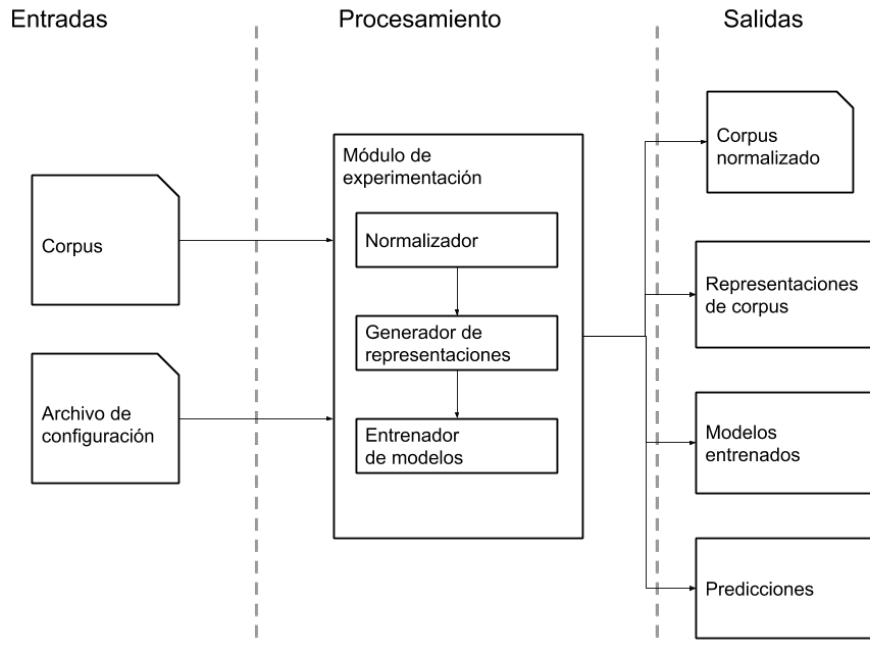 Entradas
Procesamiento
Salidas
Corpus
Archivo de
configuración
Módulo de
experimentación
Normalizador
Generador de
representaciones
Entrenador
de modelos
Corpus
normalizado
Representaciones
de corpus
Modelos
entrenados
Predicciones